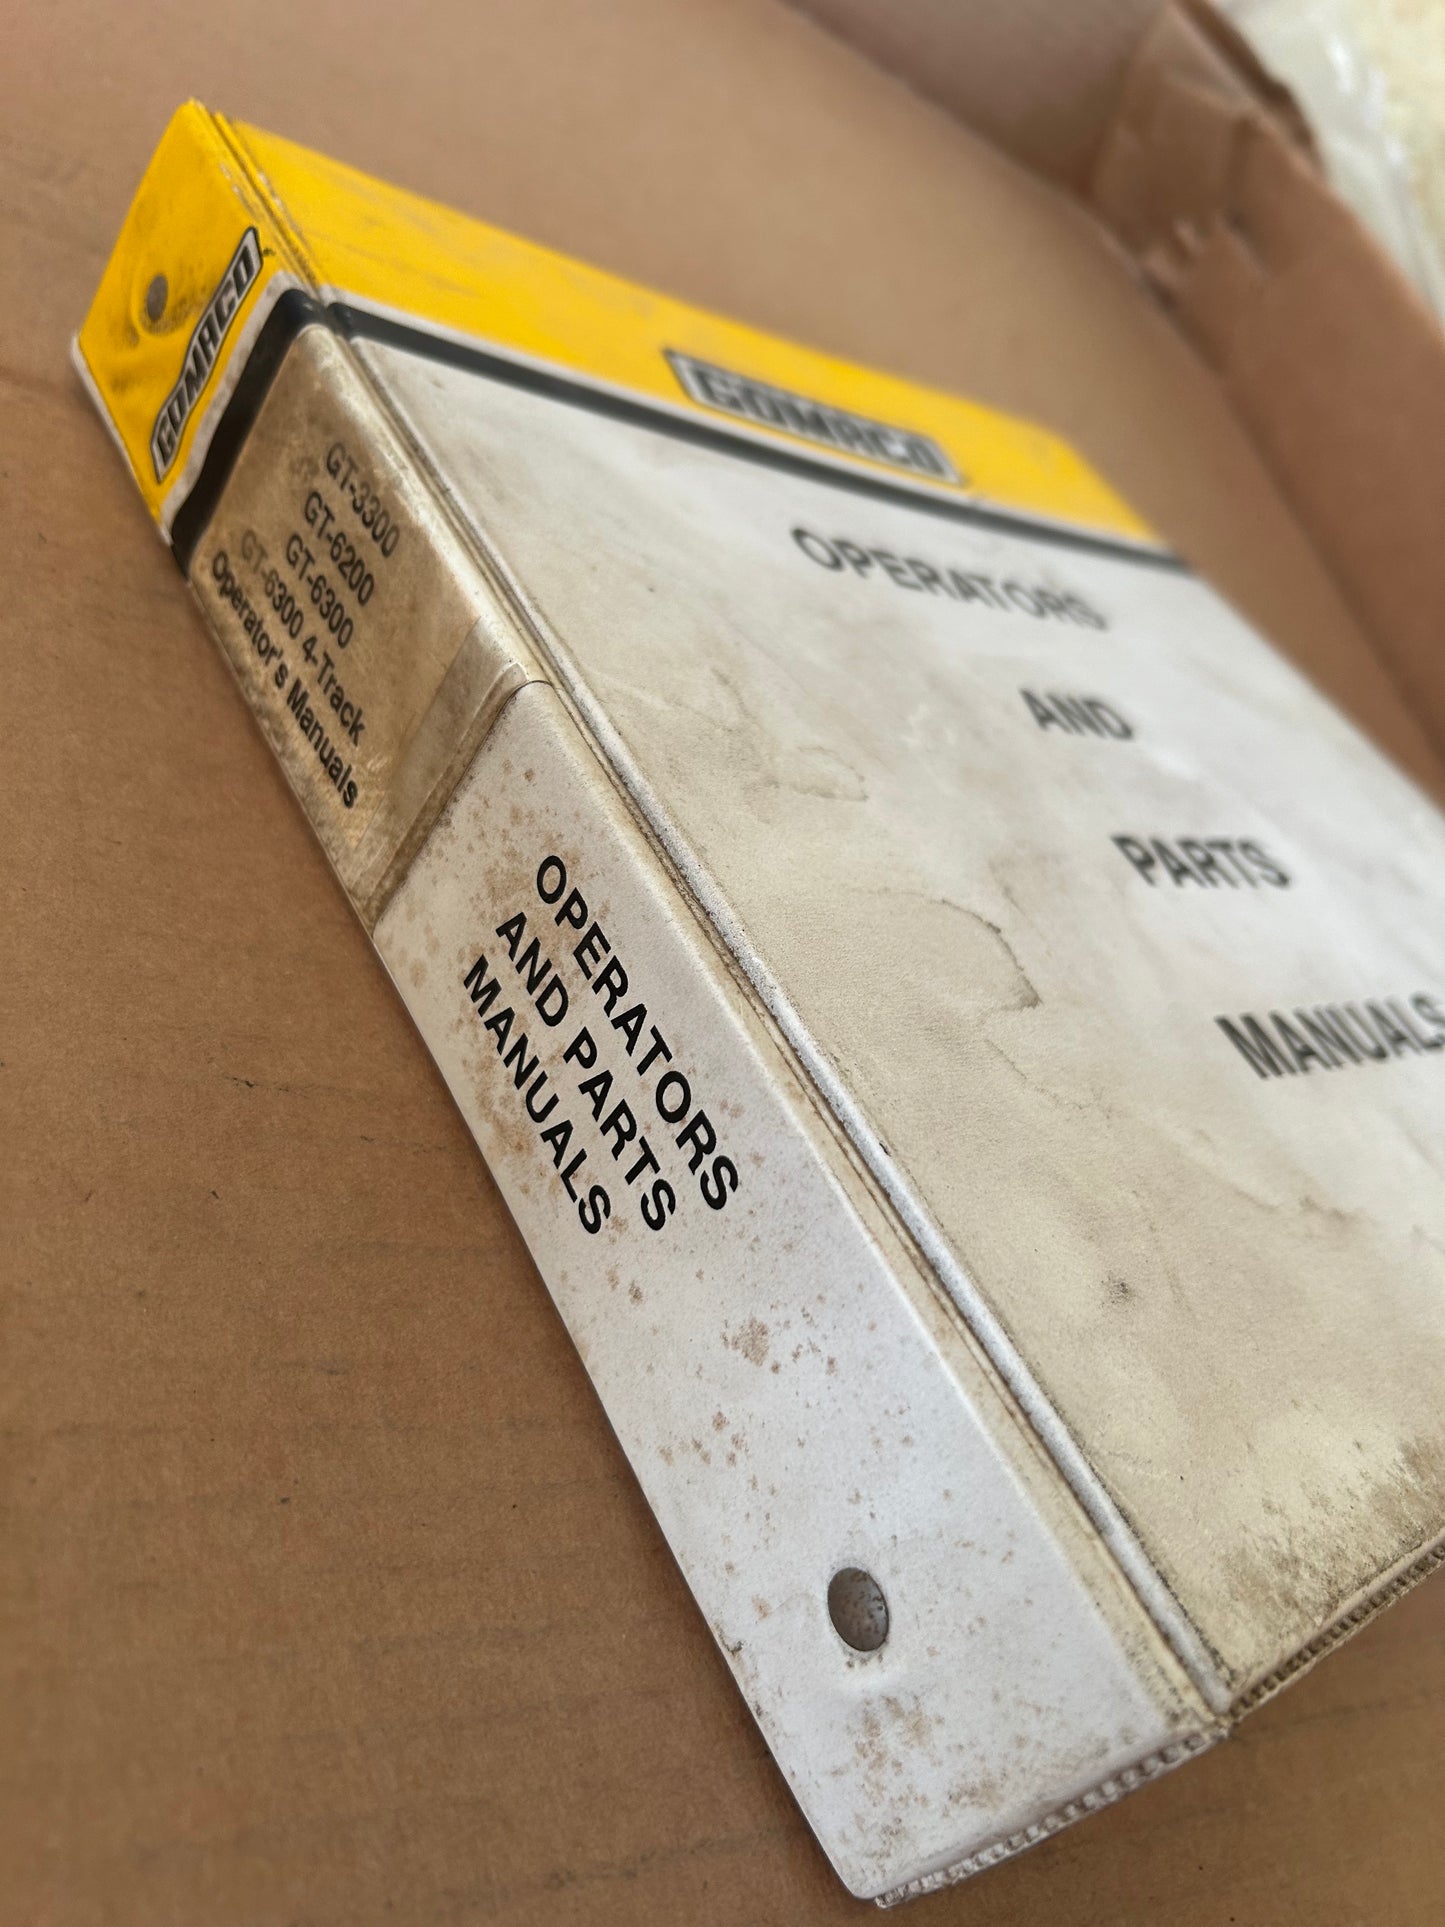 GOMACO
GT-3300
GT-6200
GT-6300
GT-6300 4-Track
Operator's Manuals
OPERATORS
AND PARTS
MANUALS
GOMACO
OPERATORS
AND
PARTS
MANUALS